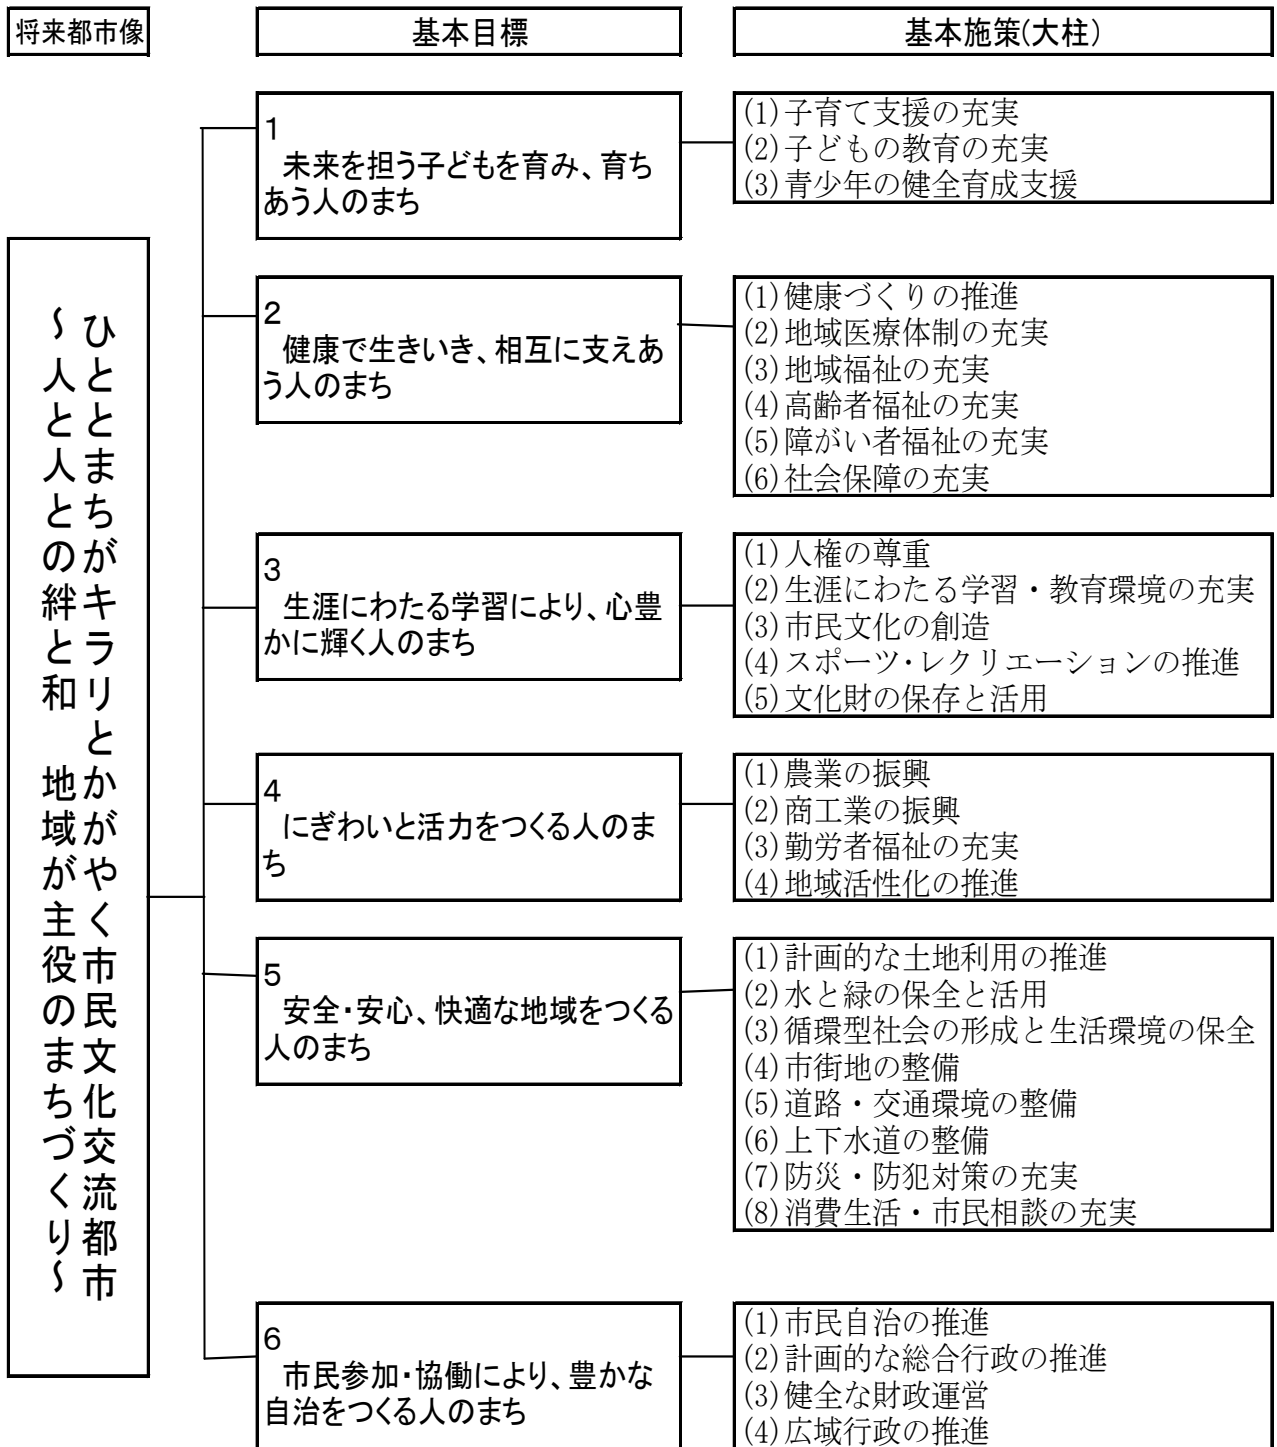 将来都市像
基本目標
基本施策(大柱)
ひととまちがキラリとかがやく市民文化交流都市
～人と人との絆と和　地域が主役のまちづくり～
1
未来を担う子どもを育み、育ち
あう人のまち
(1)子育て支援の充実
(2)子どもの教育の充実
(3)青少年の健全育成支援
2
健康で生きいき、相互に支えあ
う人のまち
(1)健康づくりの推進
(2)地域医療体制の充実
(3)地域福祉の充実
(4)高齢者福祉の充実
(5)障がい者福祉の充実
(6)社会保障の充実
3
生涯にわたる学習により、心豊
かに輝く人のまち
(1)人権の尊重
(2)生涯にわたる学習・教育環境の充実
(3)市民文化の創造
(4)スポーツ・レクリエーションの推進
(5)文化財の保存と活用
4
にぎわいと活力をつくる人のま
ち
(1)農業の振興
(2)商工業の振興
(3)勤労者福祉の充実
(4)地域活性化の推進
5
安全・安心、快適な地域をつくる
人のまち
(1)計画的な土地利用の推進
(2)水と緑の保全と活用
(3)循環型社会の形成と生活環境の保全
(4)市街地の整備
(5)道路・交通環境の整備
(6)上下水道の整備
(7)防災・防犯対策の充実
(8)消費生活・市民相談の充実
6
市民参加・協働により、豊かな
自治をつくる人のまち
(1)市民自治の推進
(2)計画的な総合行政の推進
(3)健全な財政運営
(4)広域行政の推進